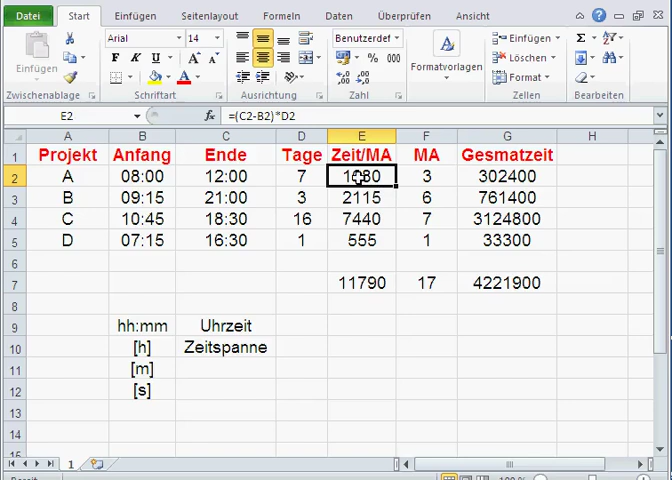 Datei Start Einfügen Seitenlayout Formeln Daten Überprüfen Ansicht
Arial 14 Benutzerdef Einfügen
Einfügen F K U % 000 Formatvorlagen Löschen
Format
Zwischenablage Schriftart Ausrichtung Zahl Zellen Bearbeiten
E2 fx =(C2-B2)*D2
A B C D E F G H
1 Projekt Anfang Ende Tage Zeit/MA MA Gesmatzeit
2 A 08:00 12:00 7 3 302400
3 B 09:15 21:00 3 2115 6 761400
4 C 10:45 18:30 16 7440 7 3124800
5 D 07:15 16:30 1 555 1 33300
6
7 11790 17 4221900
8
9 hh:mm Uhrzeit
10 [h] Zeitspanne
11 [m]
12 [s]
13
14
15
1
100 %